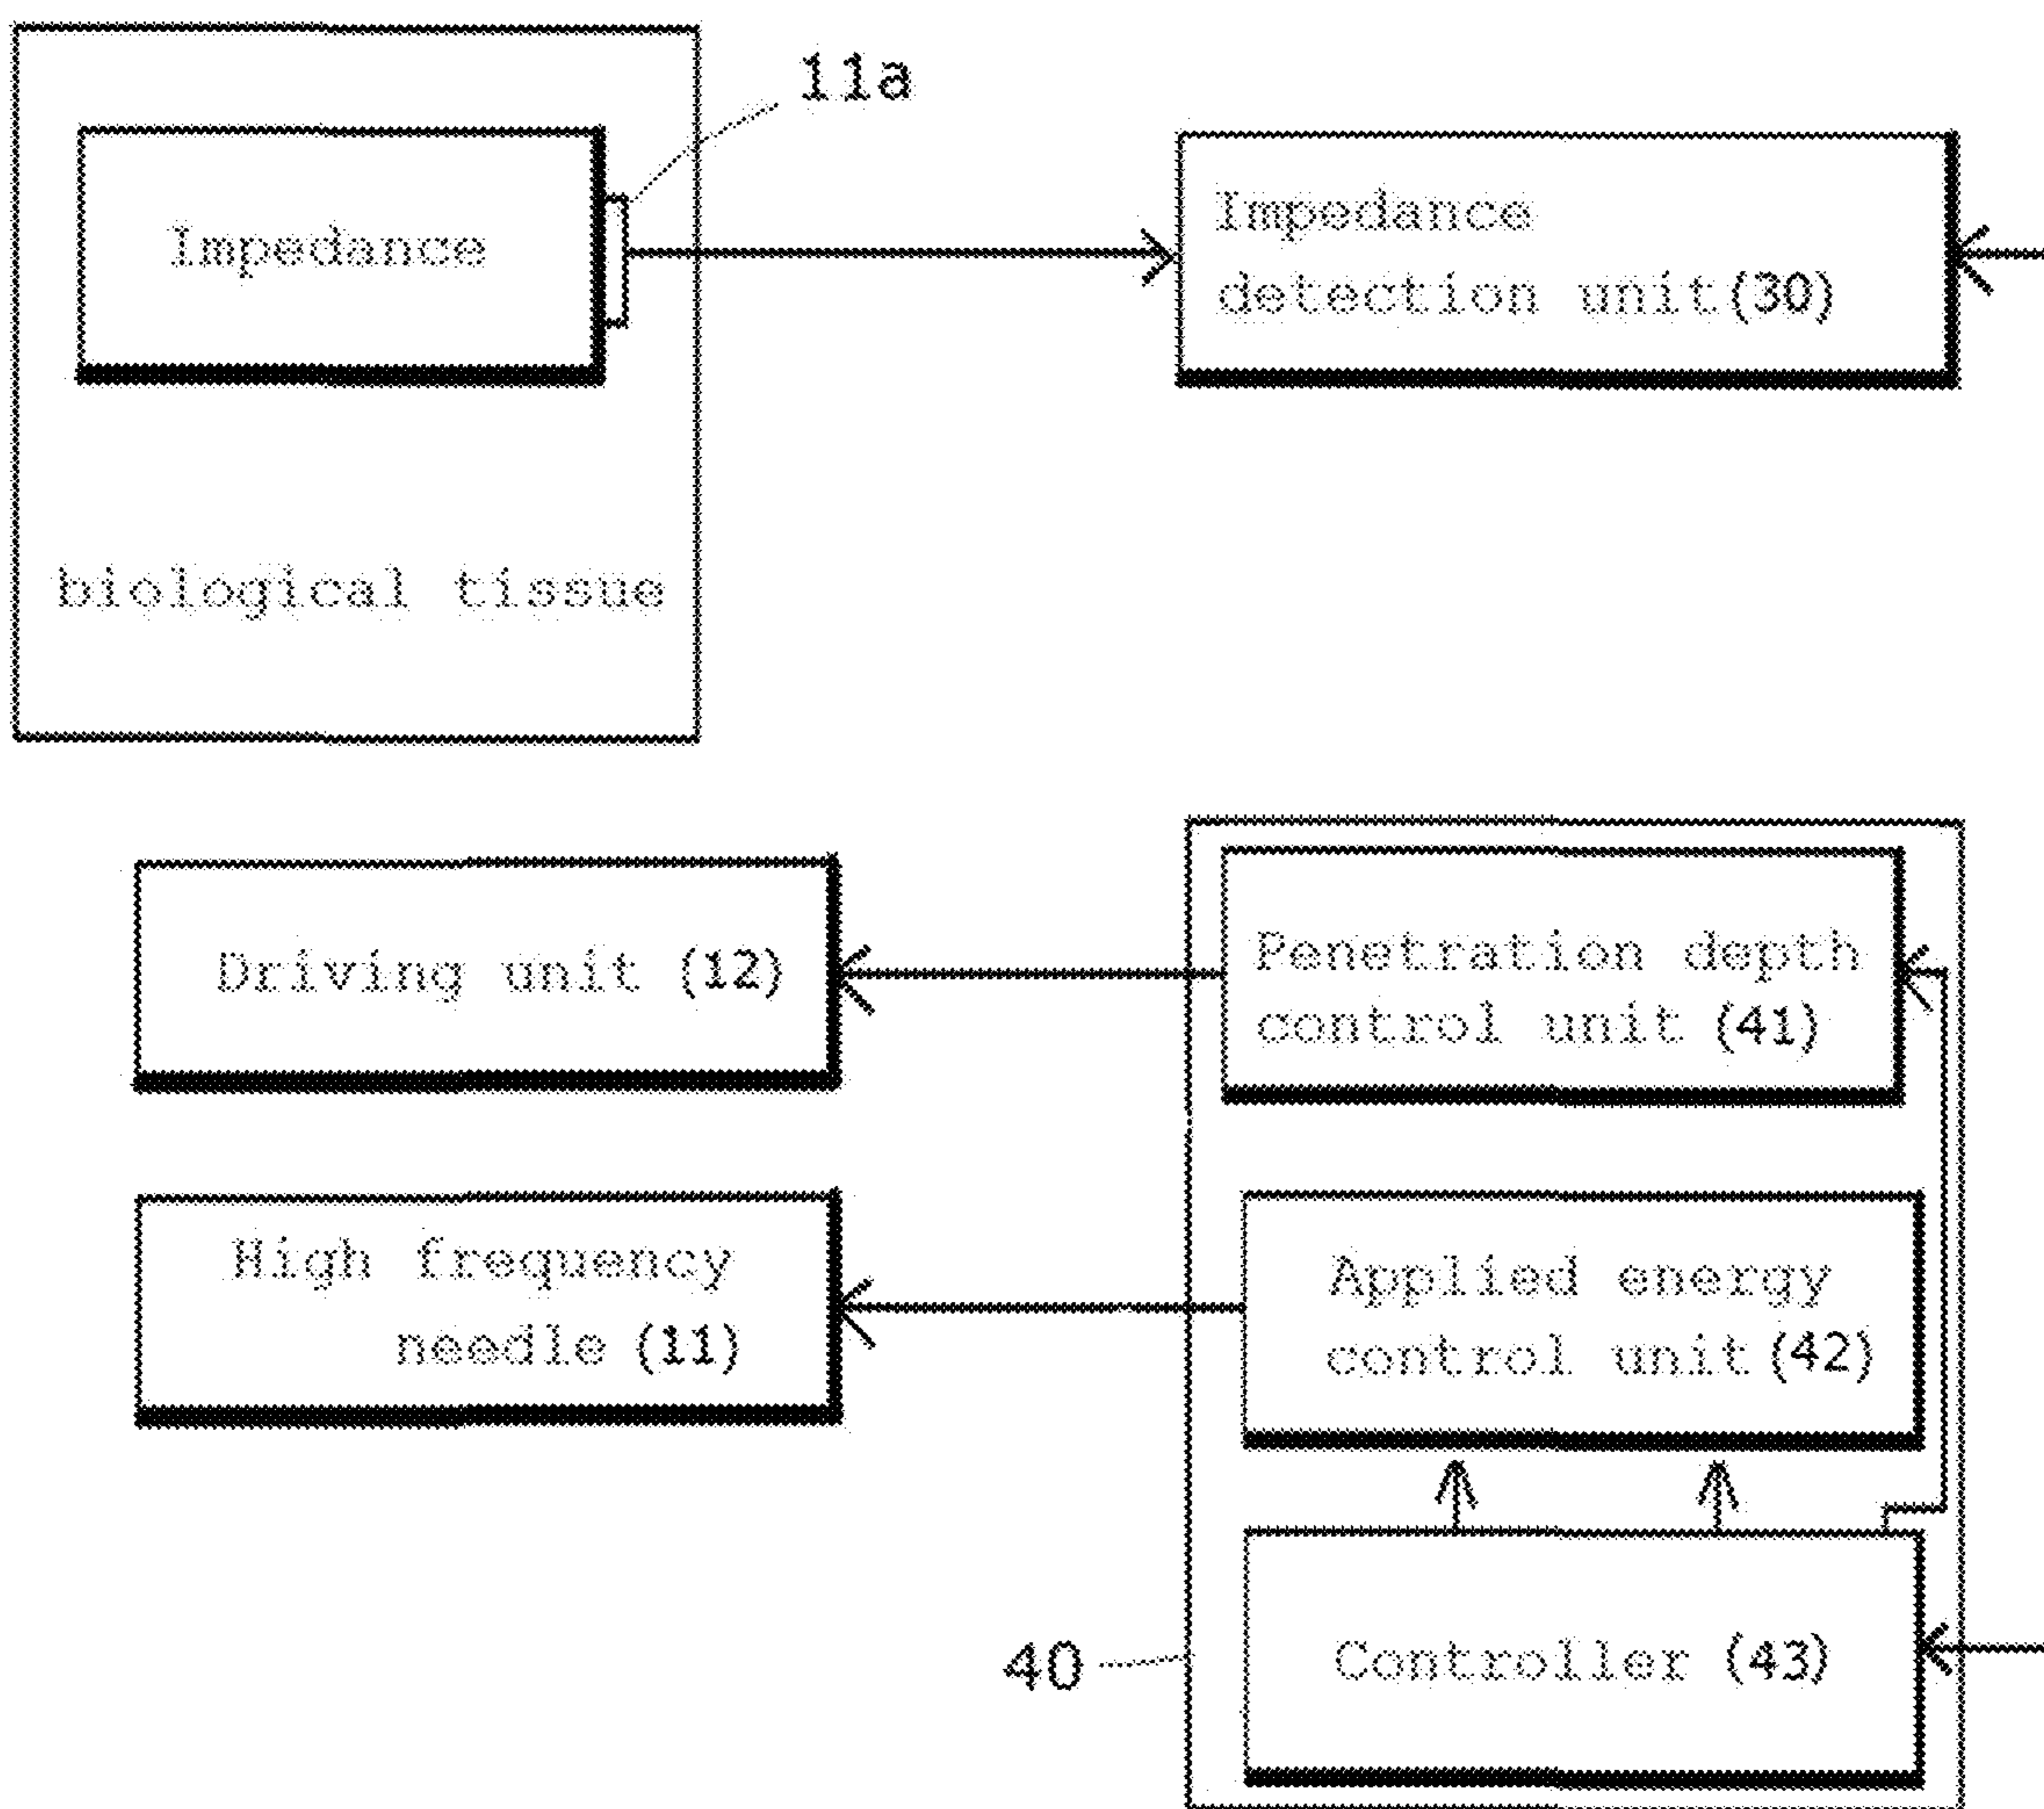 11a
Impedance
Impedance
detection unit(30)
biological tissue
Driving unit (12)
Penetration depth
control unit (41)
High frequency
needle (11)
Applied energy
control unit (42)
40
Controller (43)